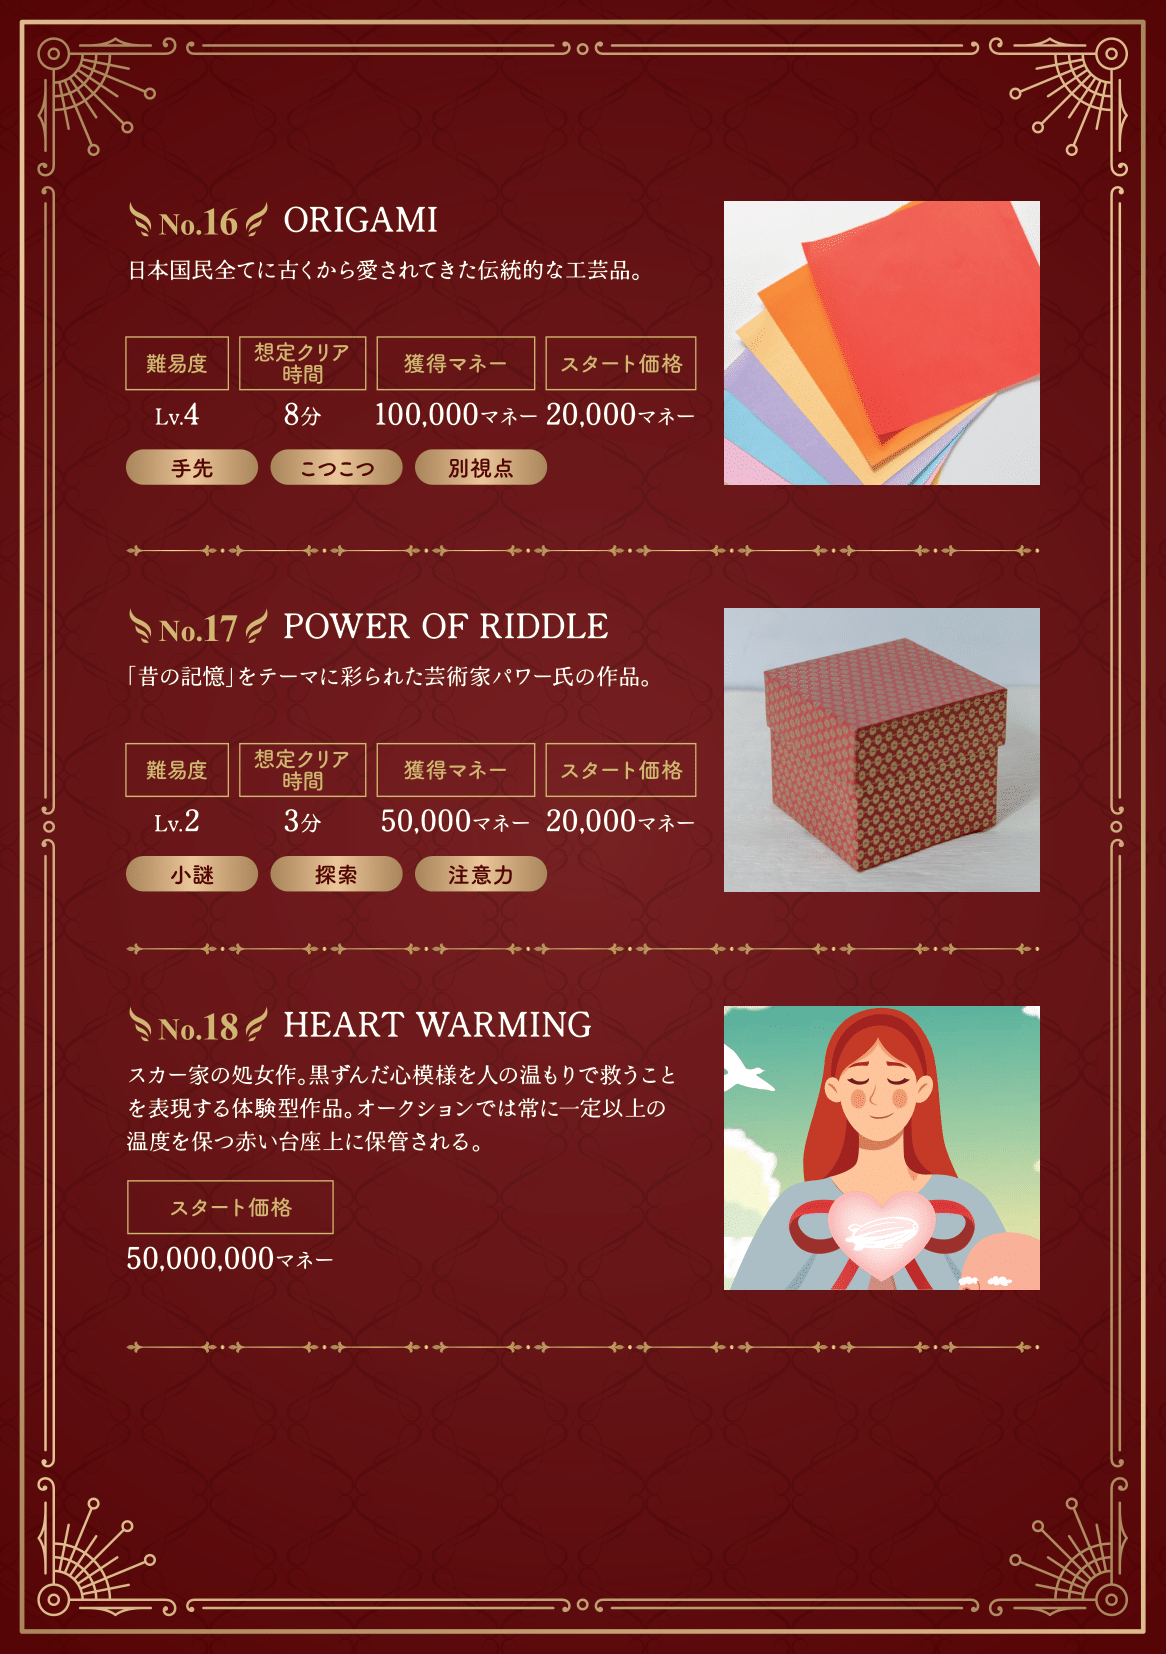 No.16 ORIGAMI
日本国民全てに古くから愛されてきた伝統的な工芸品。
難易度 想定クリア時間 獲得マネー スタート価格
Lv.4 8分 100,000マネー 20,000マネー
手先 こつこつ 別視点
No.17 POWER OF RIDDLE
「昔の記憶」をテーマに彩られた芸術家パワー氏の作品。
難易度 想定クリア時間 獲得マネー スタート価格
Lv.2 3分 50,000マネー 20,000マネー
小謎 探索 注意力
No.18 HEART WARMING
スカー家の処女作。黒ずんだ心模様を人の温もりで救うこと
を表現する体験型作品。オークションでは常に一定以上の
温度を保つ赤い台座上に保管される。
スタート価格
50,000,000マネー